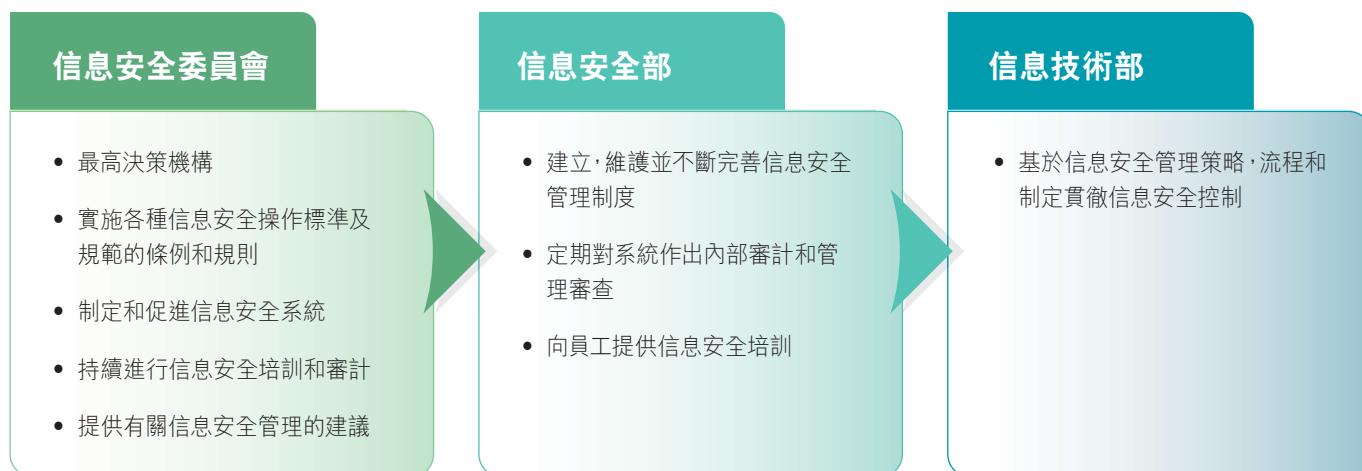 信息安全委員會
• 最高決策機構
• 實施各種信息安全操作標準及
規範的條例和規則
• 制定和促進信息安全系統
• 持續進行信息安全培訓和審計
• 提供有關信息安全管理的建議
信息安全部
• 建立，維護並不斷完善信息安全
管理制度
• 定期對系統作出內部審計和管
理審查
• 向員工提供信息安全培訓
信息技術部
• 基於信息安全管理策略，流程和
制定貫徹信息安全控制